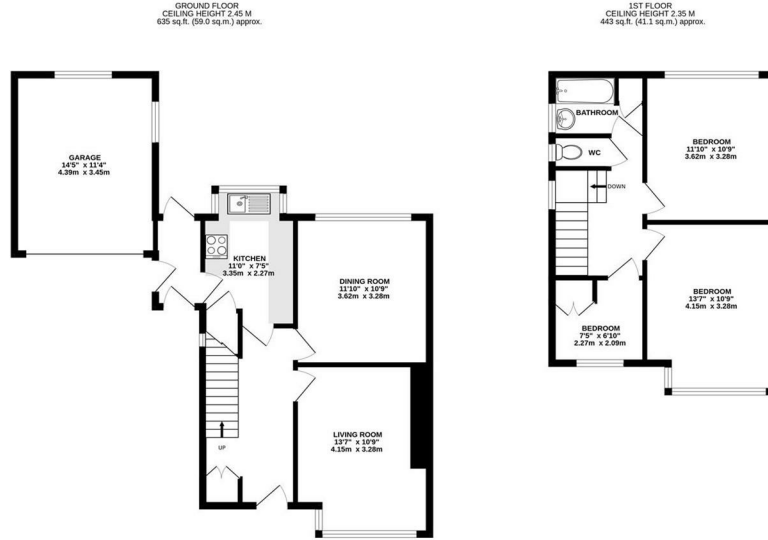 GROUND FLOOR
CEILING HEIGHT 2.45 M
635 sq.ft. (59.0 sq.m.) approx.
1ST FLOOR
CEILING HEIGHT 2.35 M
443 sq.ft. (41.1 sq.m.) approx.
GARAGE
14'5" x 11'4"
4.39m x 3.45m
KITCHEN
11'0" x 7'5"
3.35m x 2.27m
DINING ROOM
11'10" x 10'9"
3.62m x 3.28m
LIVING ROOM
13'7" x 10'9"
4.15m x 3.28m
UP
BATHROOM
WC
DOWN
BEDROOM
11'10" x 10'9"
3.62m x 3.28m
BEDROOM
13'7" x 10'9"
4.15m x 3.28m
BEDROOM
7'5" x 6'10"
2.27m x 2.09m